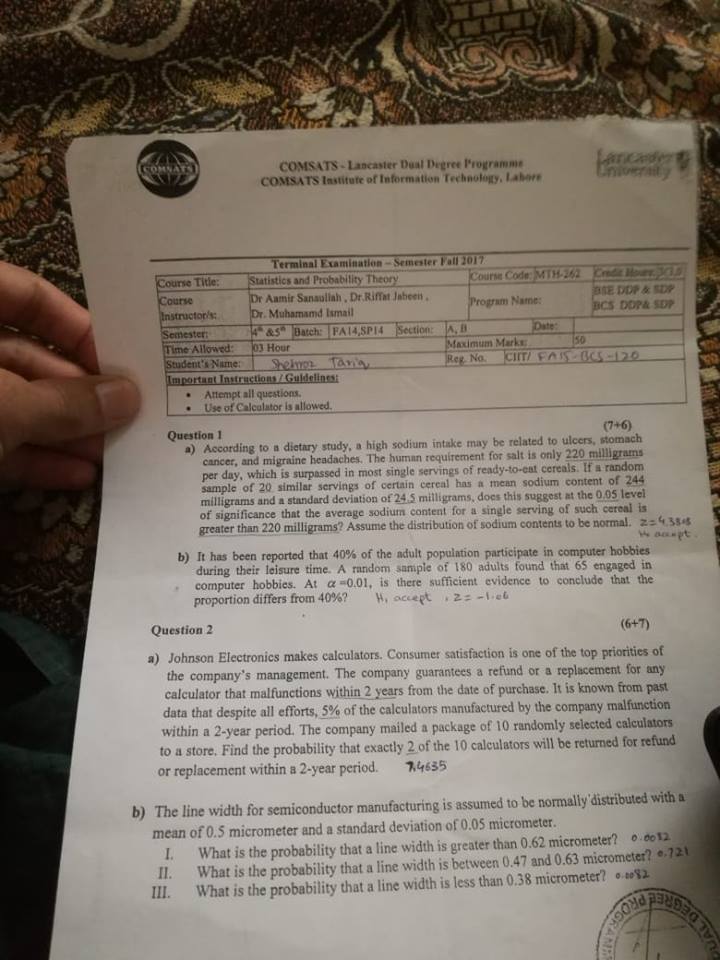 COMSATS
COMSATS - Lancaster Dual Degree Programme
COMSATS Institute of Information Technology, Lahore
Lancaster
University
Terminal Examination – Semester Fall 2017
Course Title: Statistics and Probability Theory Course Code: MTH-262 Credit Hours:
Course Instructor/s: Dr Aamir Sanaullah , Dr.Riffat Jabeen , Dr. Muhamamd Ismail Program Name: BSE DDP & SDP BCS DDP& SDP
Semester: 4th &5th Batch: FA14,SP14 Section: A, B Date:
Time Allowed: 03 Hour Maximum Marks: 50
Student's Name: Shehroz Tariq Reg. No. CIIT/ FA15-BCS-120
Important Instructions / Guidelines:
• Attempt all questions.
• Use of Calculator is allowed.
Question 1 (7+6)
a) According to a dietary study, a high sodium intake may be related to ulcers, stomach
cancer, and migraine headaches. The human requirement for salt is only 220 milligrams
per day, which is surpassed in most single servings of ready-to-eat cereals. If a random
sample of 20 similar servings of certain cereal has a mean sodium content of 244
milligrams and a standard deviation of 24.5 milligrams, does this suggest at the 0.05 level
of significance that the average sodium content for a single serving of such cereal is
greater than 220 milligrams? Assume the distribution of sodium contents to be normal. z=4.3808
accept.
b) It has been reported that 40% of the adult population participate in computer hobbies
during their leisure time. A random sample of 180 adults found that 65 engaged in
computer hobbies. At α =0.01, is there sufficient evidence to conclude that the
proportion differs from 40%? H₁ accept , z= -1.06
Question 2 (6+7)
a) Johnson Electronics makes calculators. Consumer satisfaction is one of the top priorities of
the company's management. The company guarantees a refund or a replacement for any
calculator that malfunctions within 2 years from the date of purchase. It is known from past
data that despite all efforts, 5% of the calculators manufactured by the company malfunction
within a 2-year period. The company mailed a package of 10 randomly selected calculators
to a store. Find the probability that exactly 2 of the 10 calculators will be returned for refund
or replacement within a 2-year period. 7.4635
b) The line width for semiconductor manufacturing is assumed to be normally distributed with a
mean of 0.5 micrometer and a standard deviation of 0.05 micrometer.
I. What is the probability that a line width is greater than 0.62 micrometer? 0.0082
II. What is the probability that a line width is between 0.47 and 0.63 micrometer? 0.721
III. What is the probability that a line width is less than 0.38 micrometer? 0.0082
DUAL DEGREE PROGRAMM